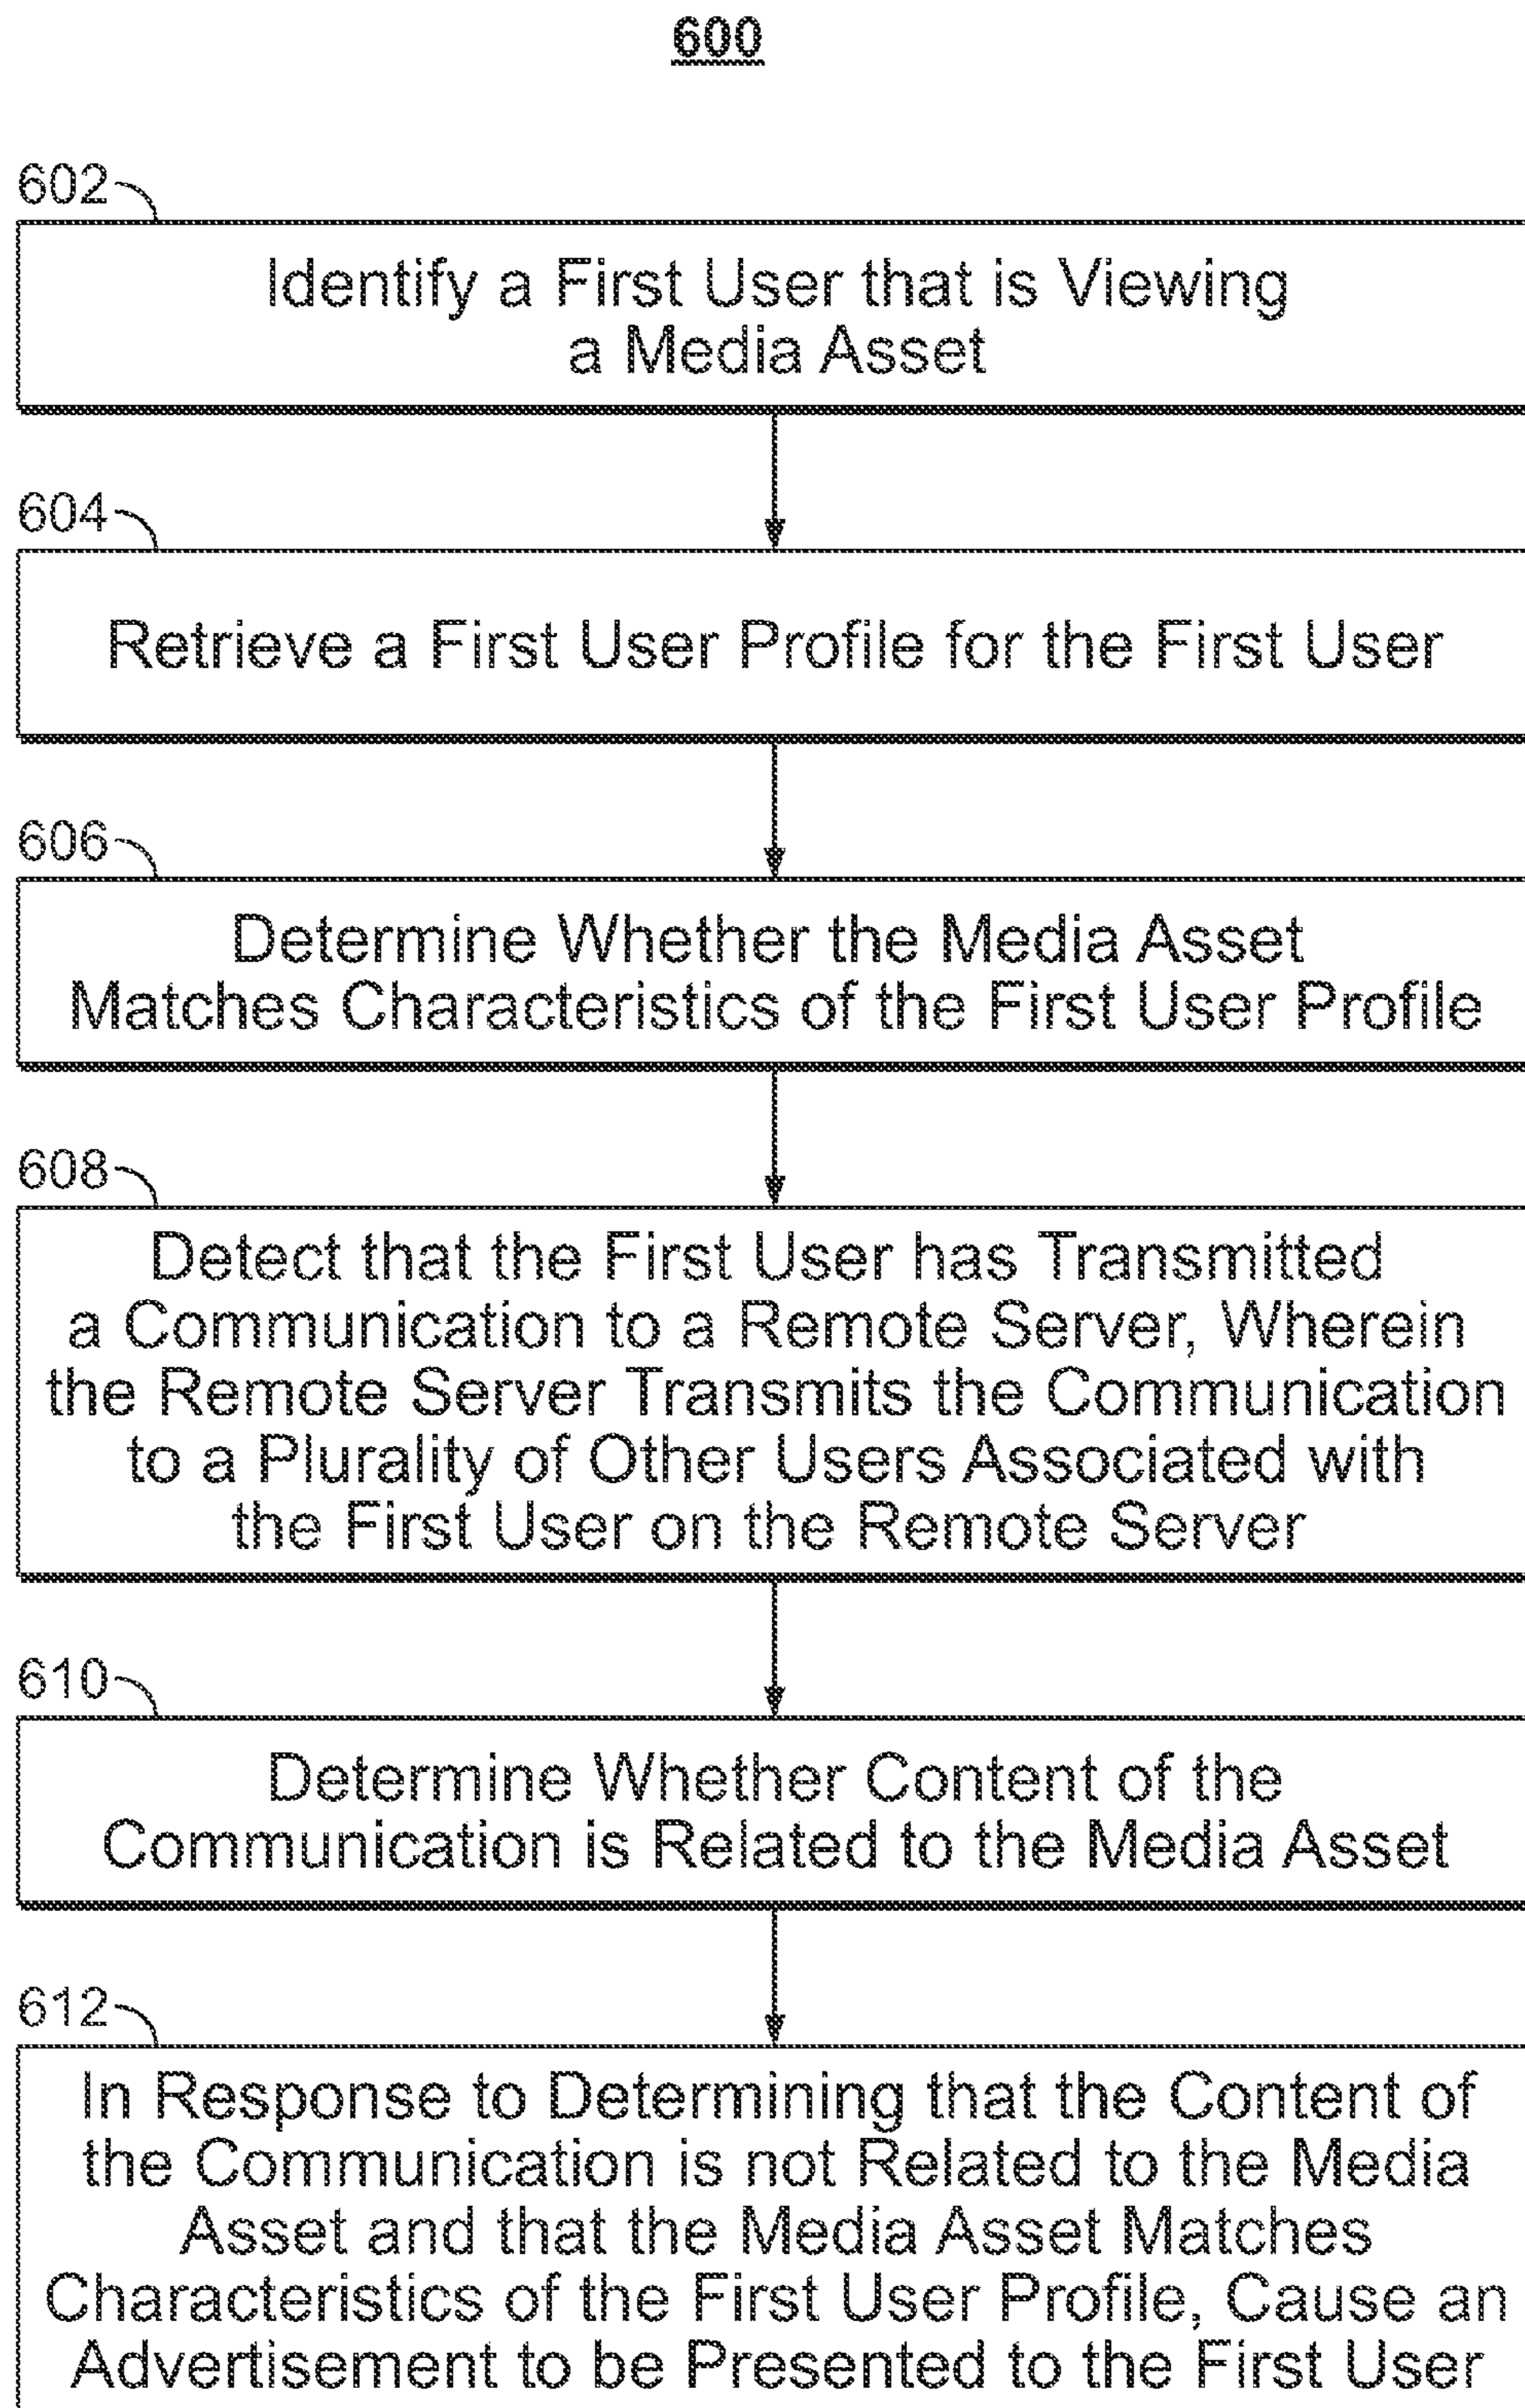 600
602
Identify a First User that is Viewing
a Media Asset
604
Retrieve a First User Profile for the First User
606
Determine Whether the Media Asset
Matches Characteristics of the First User Profile
608
Detect that the First User has Transmitted
a Communication to a Remote Server, Wherein
the Remote Server Transmits the Communication
to a Plurality of Other Users Associated with
the First User on the Remote Server
610
Determine Whether Content of the
Communication is Related to the Media Asset
612
In Response to Determining that the Content of
the Communication is not Related to the Media
Asset and that the Media Asset Matches
Characteristics of the First User Profile, Cause an
Advertisement to be Presented to the First User